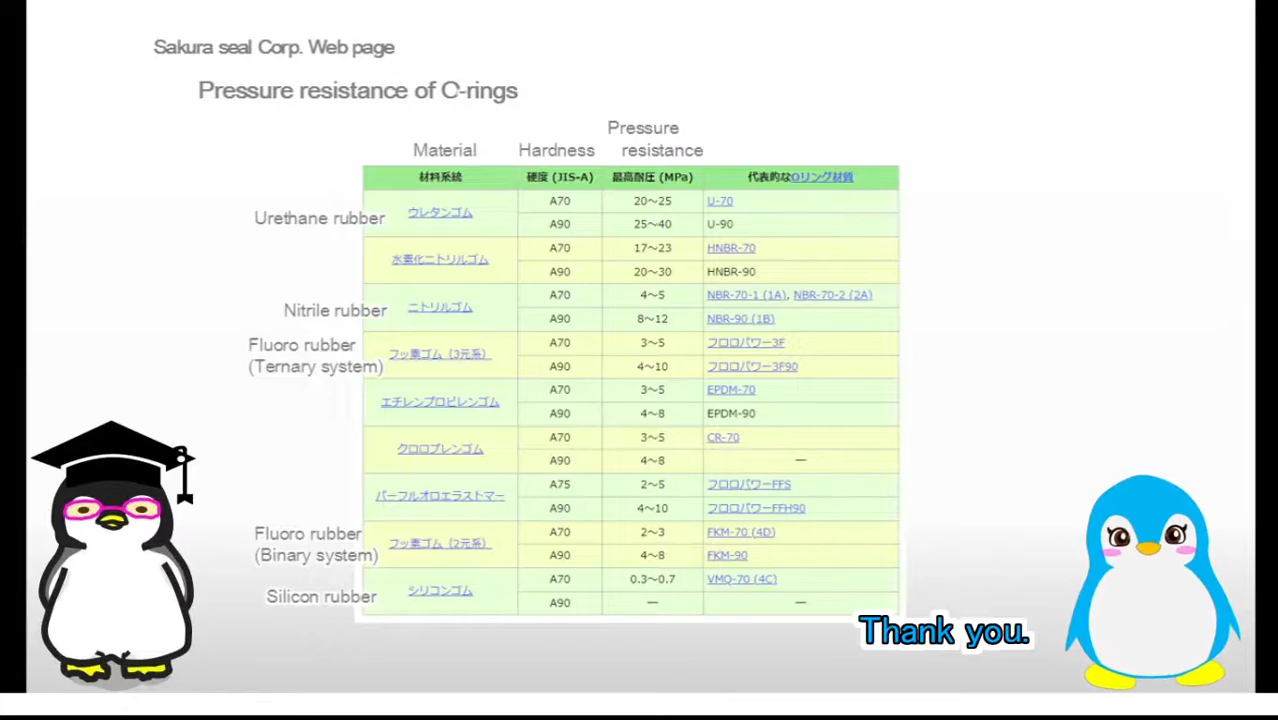 Sakura seal Corp. Web page
Pressure resistance of O-rings
Material Hardness Pressure resistance
材料系統 硬度 (JIS-A) 最高耐圧 (MPa) 代表的なOリング材質
Urethane rubber ウレタンゴム A70 20～25 U-70
A90 25～40 U-90
水素化ニトリルゴム A70 17～23 HNBR-70
A90 20～30 HNBR-90
Nitrile rubber ニトリルゴム A70 4～5 NBR-70-1 (1A), NBR-70-2 (2A)
A90 8～12 NBR-90 (1B)
Fluoro rubber (Ternary system) フッ素ゴム (3元系) A70 3～5 フロロパワー3F
A90 4～10 フロロパワー3F90
エチレンプロピレンゴム A70 3～5 EPDM-70
A90 4～8 EPDM-90
クロロプレンゴム A70 3～5 CR-70
A90 4～8 —
パーフルオロエラストマー A75 2～5 フロロパワーFFS
A90 4～10 フロロパワーFFH90
Fluoro rubber (Binary system) フッ素ゴム (2元系) A70 2～3 FKM-70 (4D)
A90 4～8 FKM-90
Silicon rubber シリコンゴム A70 0.3～0.7 VMQ-70 (4C)
A90 — —
Thank you.